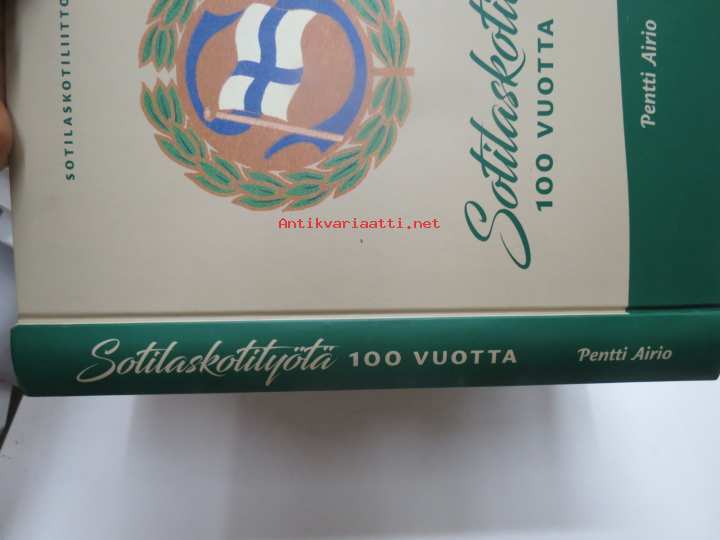 SOTILASKOTILIITTO
Sotilaskoti
100 VUOTTA
Pentti Airio
Antikvariaatti.net
Sotilaskotityötä 100 VUOTTA
Pentti Airio